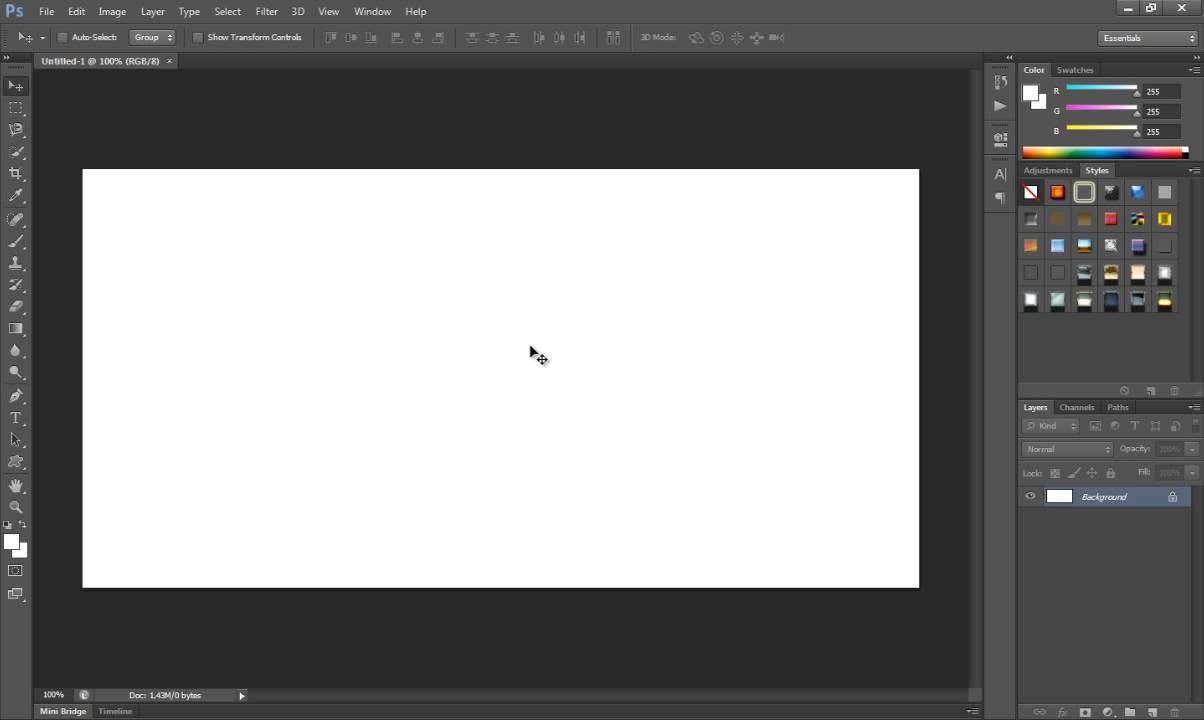 Ps File Edit Image Layer Type Select Filter 3D View Window Help
Auto-Select: Group Show Transform Controls 3D Mode: Essentials
Untitled-1 @ 100% (RGB/8) ×
Color Swatches
R 255
G 255
B 255
Adjustments Styles
A
T
Layers Channels Paths
Kind T
Normal Opacity: 100%
Lock: Fill: 100%
Background
100% Doc: 1,43M/0 bytes
Mini Bridge Timeline
fx